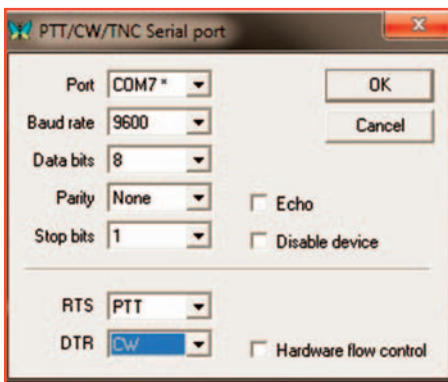 PTT/CW/TNC Serial port
Port COM7 * OK
Baud rate 9600 Cancel
Data bits 8
Parity None Echo
Stop bits 1 Disable device
RTS PTT
DTR CW Hardware flow control